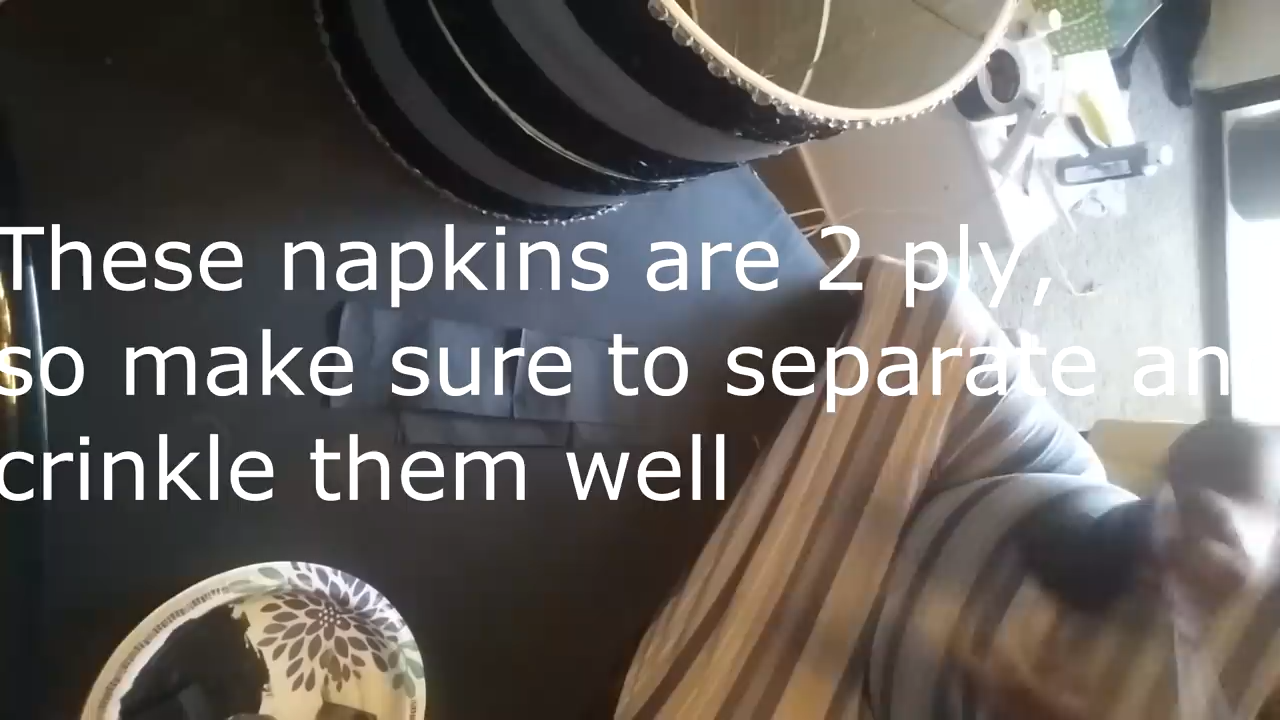 These napkins are 2 ply,
so make sure to separate an
crinkle them well